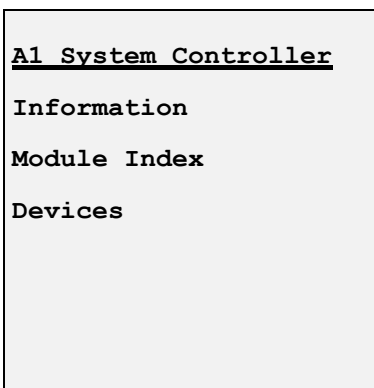 A1 System Controller
Information
Module Index
Devices